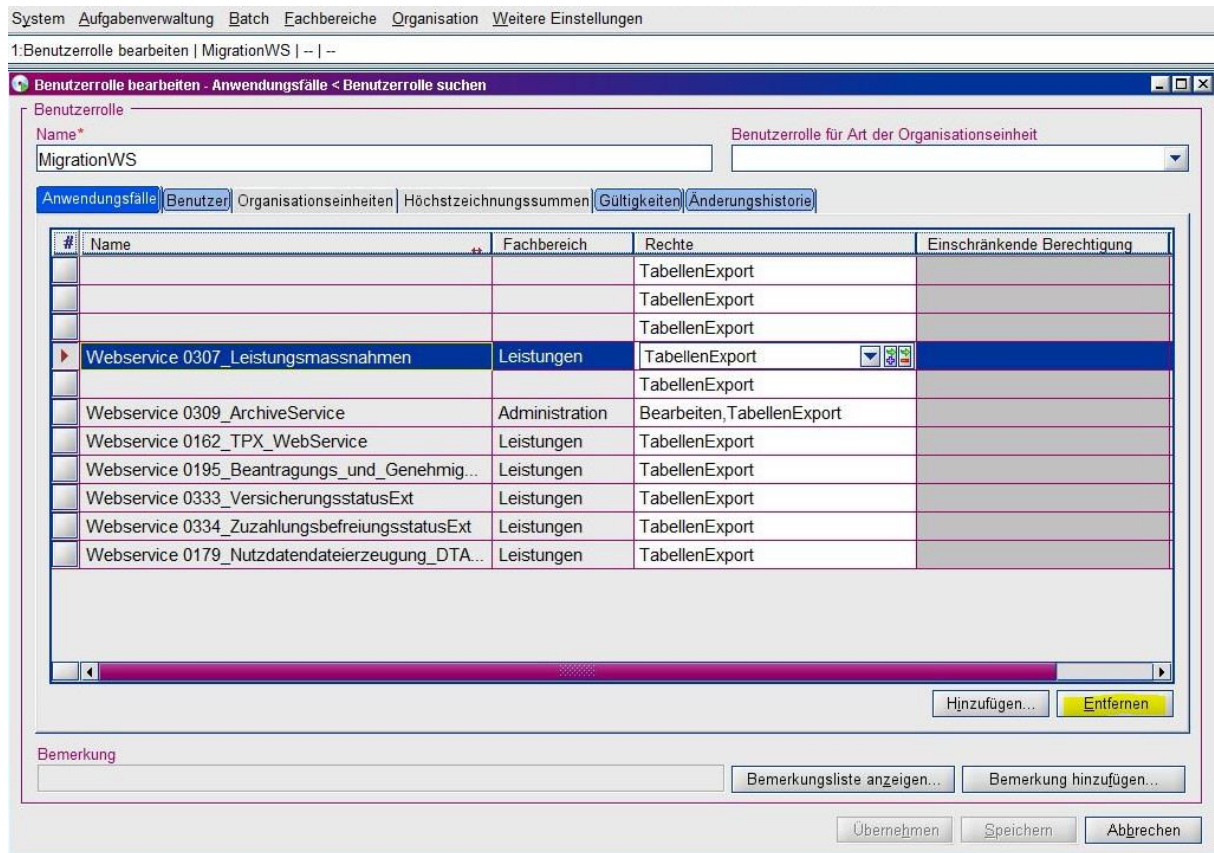 System Aufgabenverwaltung Batch Fachbereiche Organisation Weitere Einstellungen
1:Benutzerrolle bearbeiten | MigrationWS | -- | --
Benutzerrolle bearbeiten - Anwendungsfälle < Benutzerrolle suchen
Benutzerrolle
Name* Benutzerrolle für Art der Organisationseinheit
MigrationWS
Anwendungsfälle Benutzer Organisationseinheiten Höchstzeichnungssummen Gültigkeiten Änderungshistorie
# Name Fachbereich Rechte Einschränkende Berechtigung
TabellenExport
TabellenExport
TabellenExport
Webservice 0307_Leistungsmassnahmen Leistungen TabellenExport
TabellenExport
Webservice 0309_ArchiveService Administration Bearbeiten,TabellenExport
Webservice 0162_TPX_WebService Leistungen TabellenExport
Webservice 0195_Beantragungs_und_Genehmig... Leistungen TabellenExport
Webservice 0333_VersicherungsstatusExt Leistungen TabellenExport
Webservice 0334_ZuzahlungsbefreiungsstatusExt Leistungen TabellenExport
Webservice 0179_Nutzdatendateierzeugung_DTA... Leistungen TabellenExport
Hinzufügen... Entfernen
Bemerkung
Bemerkungsliste anzeigen... Bemerkung hinzufügen...
Übernehmen Speichern Abbrechen